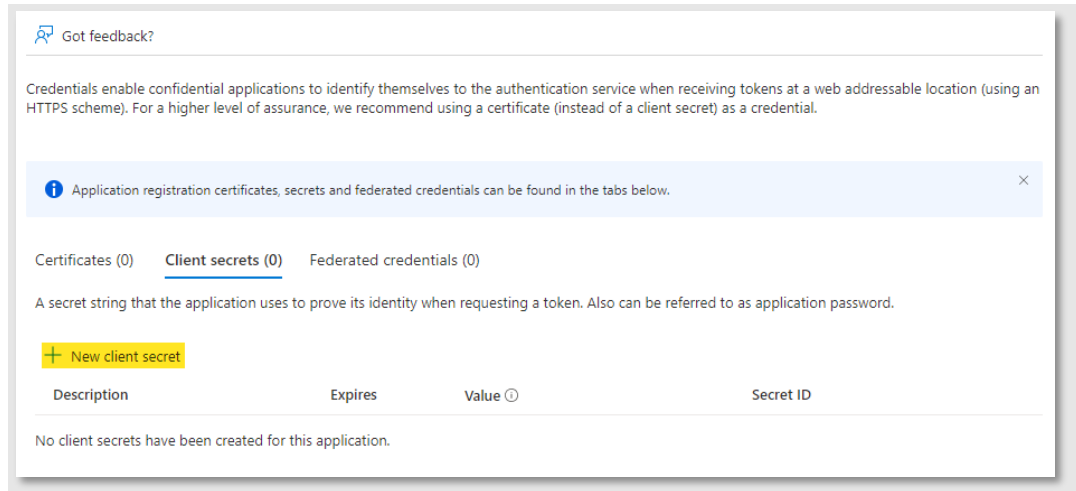 Got feedback?
Credentials enable confidential applications to identify themselves to the authentication service when receiving tokens at a web addressable location (using an
HTTPS scheme). For a higher level of assurance, we recommend using a certificate (instead of a client secret) as a credential.
Application registration certificates, secrets and federated credentials can be found in the tabs below.
Certificates (0) Client secrets (0) Federated credentials (0)
A secret string that the application uses to prove its identity when requesting a token. Also can be referred to as application password.
New client secret
Description Expires Value Secret ID
No client secrets have been created for this application.